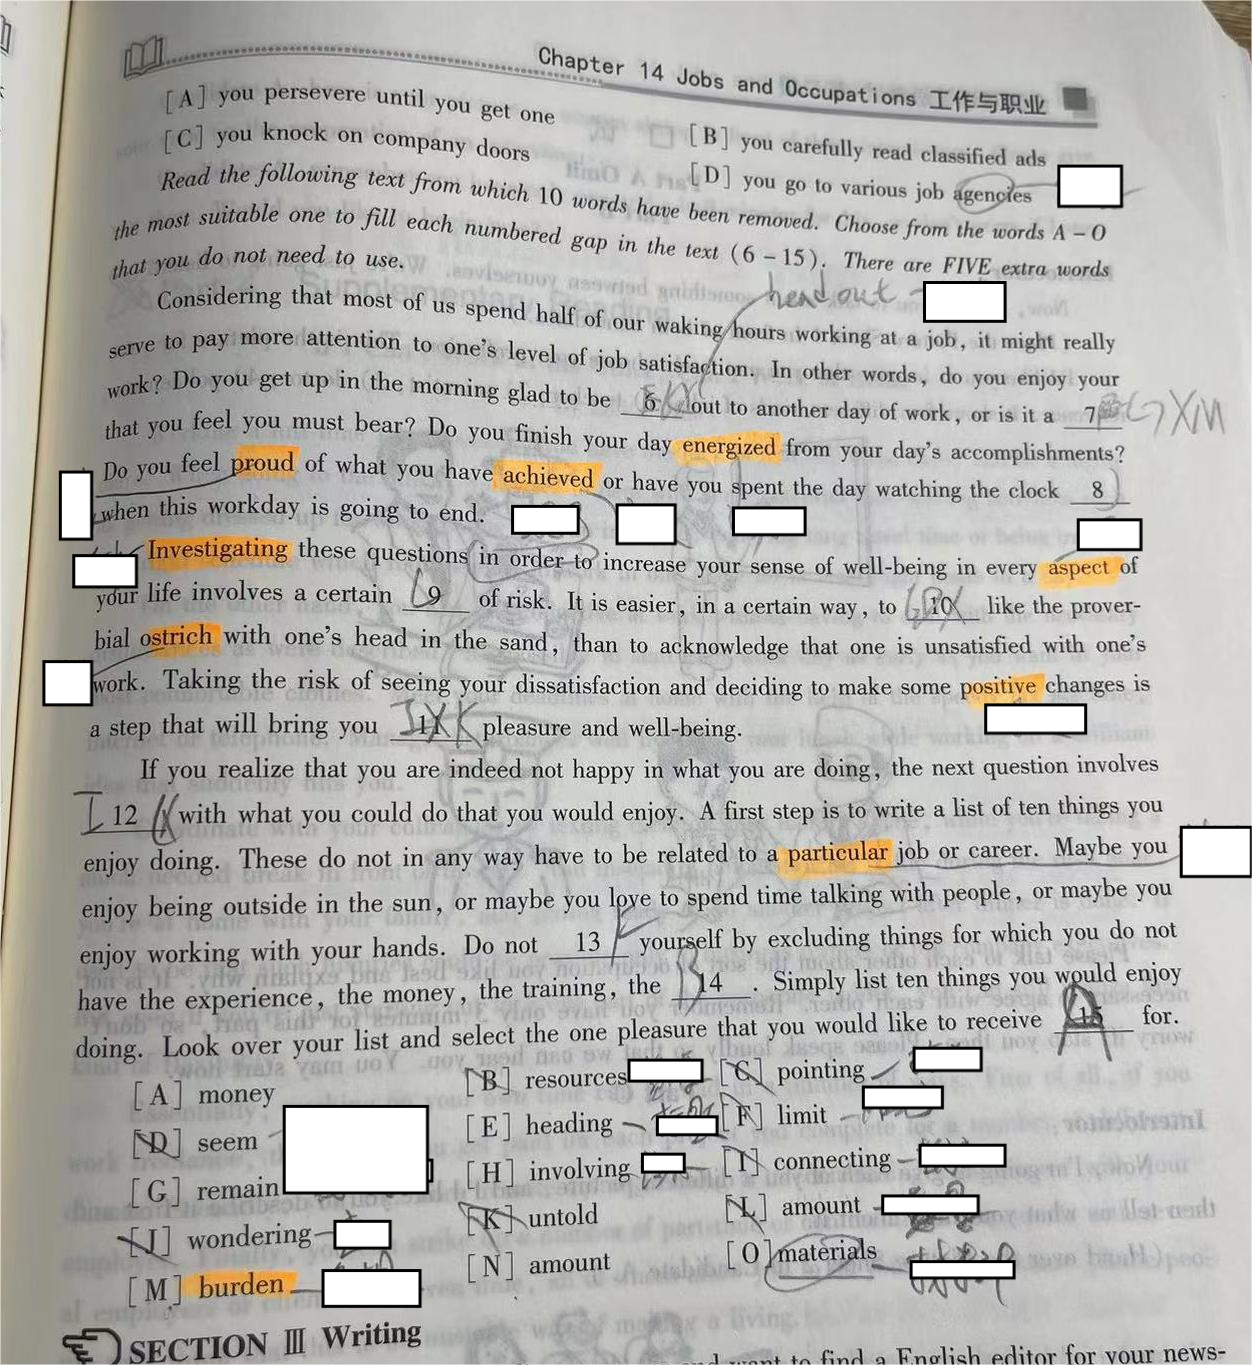 Chapter 14 Jobs and Occupations 工作与职业
[A] you persevere until you get one
[B] you carefully read classified ads
[C] you knock on company doors
[D] you go to various job agencies
Read the following text from which 10 words have been removed. Choose from the words A – O
the most suitable one to fill each numbered gap in the text (6 – 15). There are FIVE extra words
that you do not need to use.
head out
Considering that most of us spend half of our waking hours working at a job, it might really
serve to pay more attention to one's level of job satisfaction. In other words, do you enjoy your
work? Do you get up in the morning glad to be 6 out to another day of work, or is it a 7
that you feel you must bear? Do you finish your day energized from your day's accomplishments?
Do you feel proud of what you have achieved or have you spent the day watching the clock 8 J
when this workday is going to end.
Investigating these questions in order to increase your sense of well-being in every aspect of
your life involves a certain 9 of risk. It is easier, in a certain way, to 10 like the prover-
bial ostrich with one's head in the sand, than to acknowledge that one is unsatisfied with one's
work. Taking the risk of seeing your dissatisfaction and deciding to make some positive changes is
a step that will bring you 11 K pleasure and well-being.
If you realize that you are indeed not happy in what you are doing, the next question involves
I 12 with what you could do that you would enjoy. A first step is to write a list of ten things you
enjoy doing. These do not in any way have to be related to a particular job or career. Maybe you
enjoy being outside in the sun, or maybe you love to spend time talking with people, or maybe you
enjoy working with your hands. Do not 13 F yourself by excluding things for which you do not
have the experience, the money, the training, the B 14 . Simply list ten things you would enjoy
doing. Look over your list and select the one pleasure that you would like to receive 15 A for.
[A] money
[B] resources
[C] pointing
[D] seem
[E] heading
[F] limit
[G] remain
[H] involving
[I] connecting
[J] wondering
[K] untold
[L] amount
[M] burden
[N] amount
[O] materials
SECTION III Writing
want to find a English editor for your news-